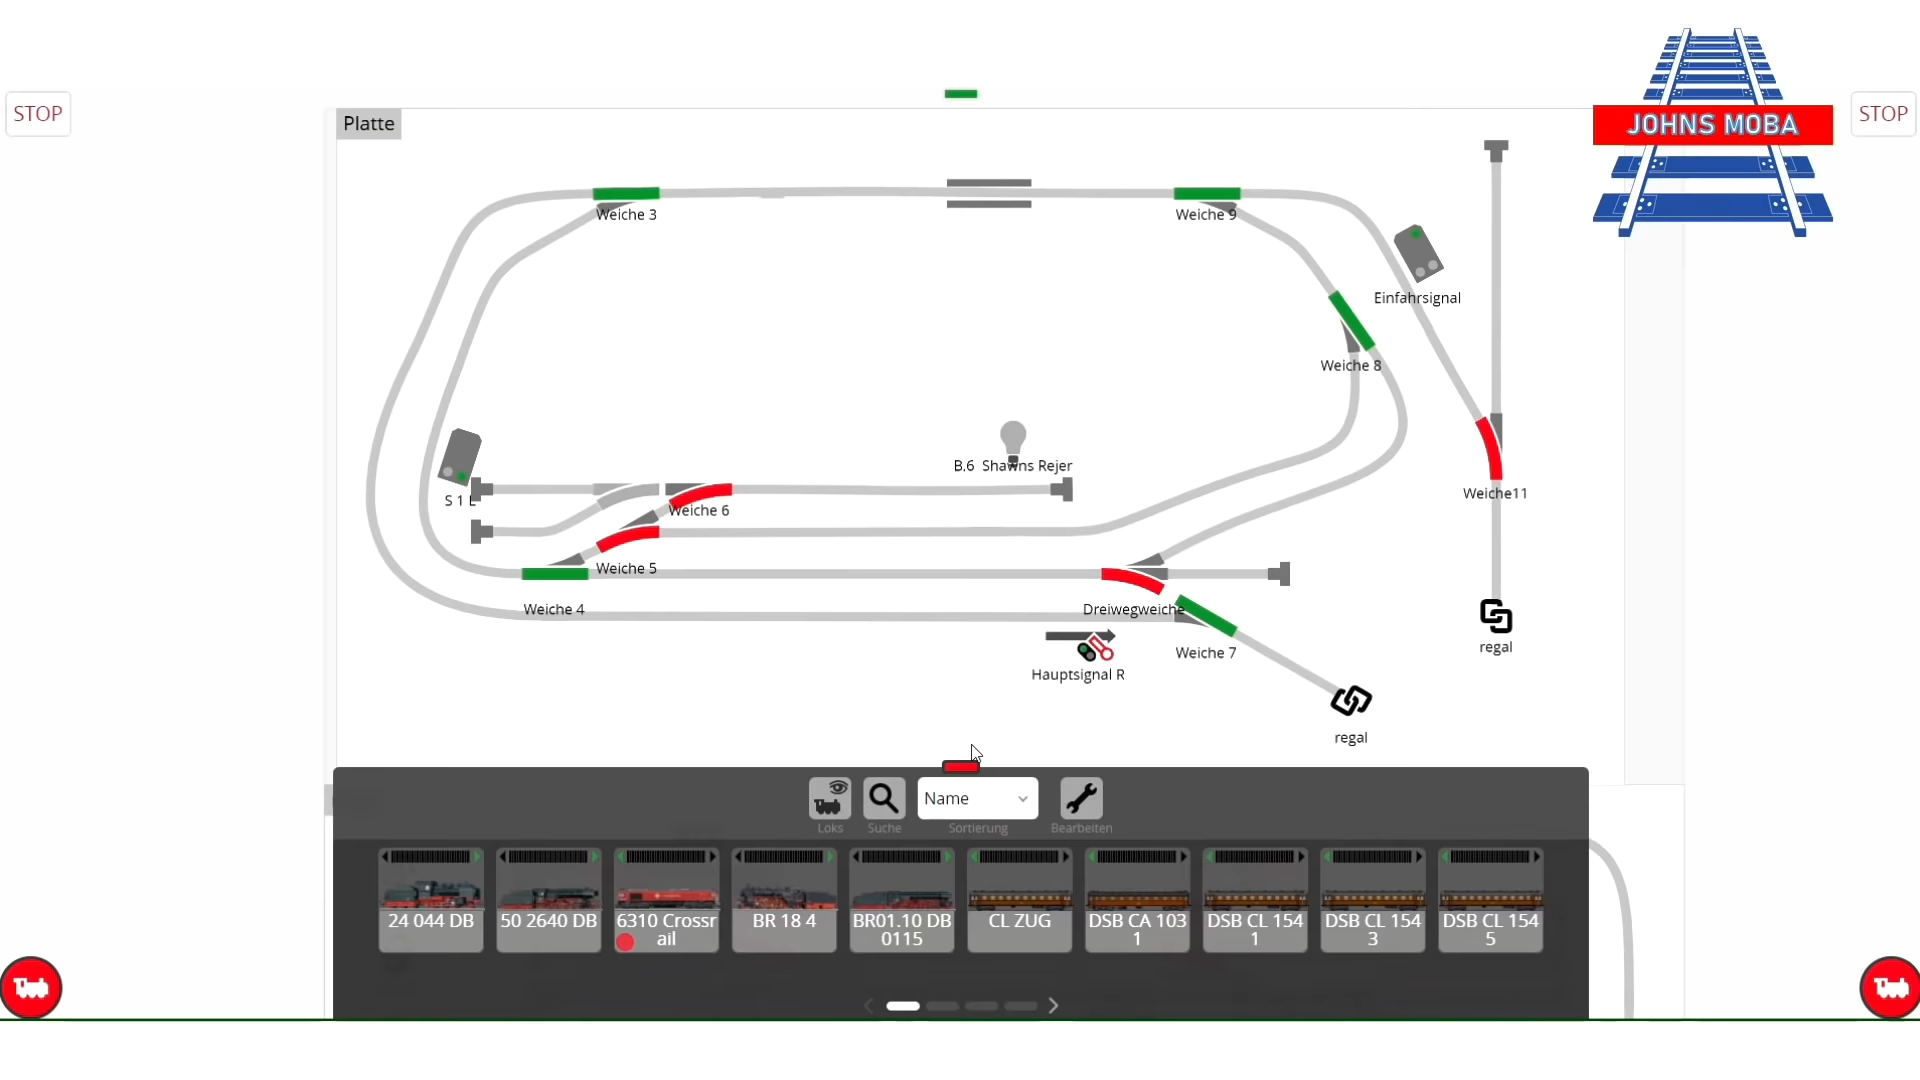 STOP
JOHNS MOBA
STOP
Platte
Weiche 3
Weiche 9
Einfahrsignal
Weiche 8
B.6 Shawns Rejer
S 1 L
Weiche 6
Weiche11
Weiche 5
Weiche 4
Dreiwegweiche
Weiche 7
regal
Hauptsignal R
regal
Name
Loks
Suche
Sortierung
Bearbeiten
24 044 DB
50 2640 DB
6310 Crossr
ail
BR 18 4
BR01.10 DB
0115
CL ZUG
DSB CA 103
1
DSB CL 154
1
DSB CL 154
3
DSB CL 154
5